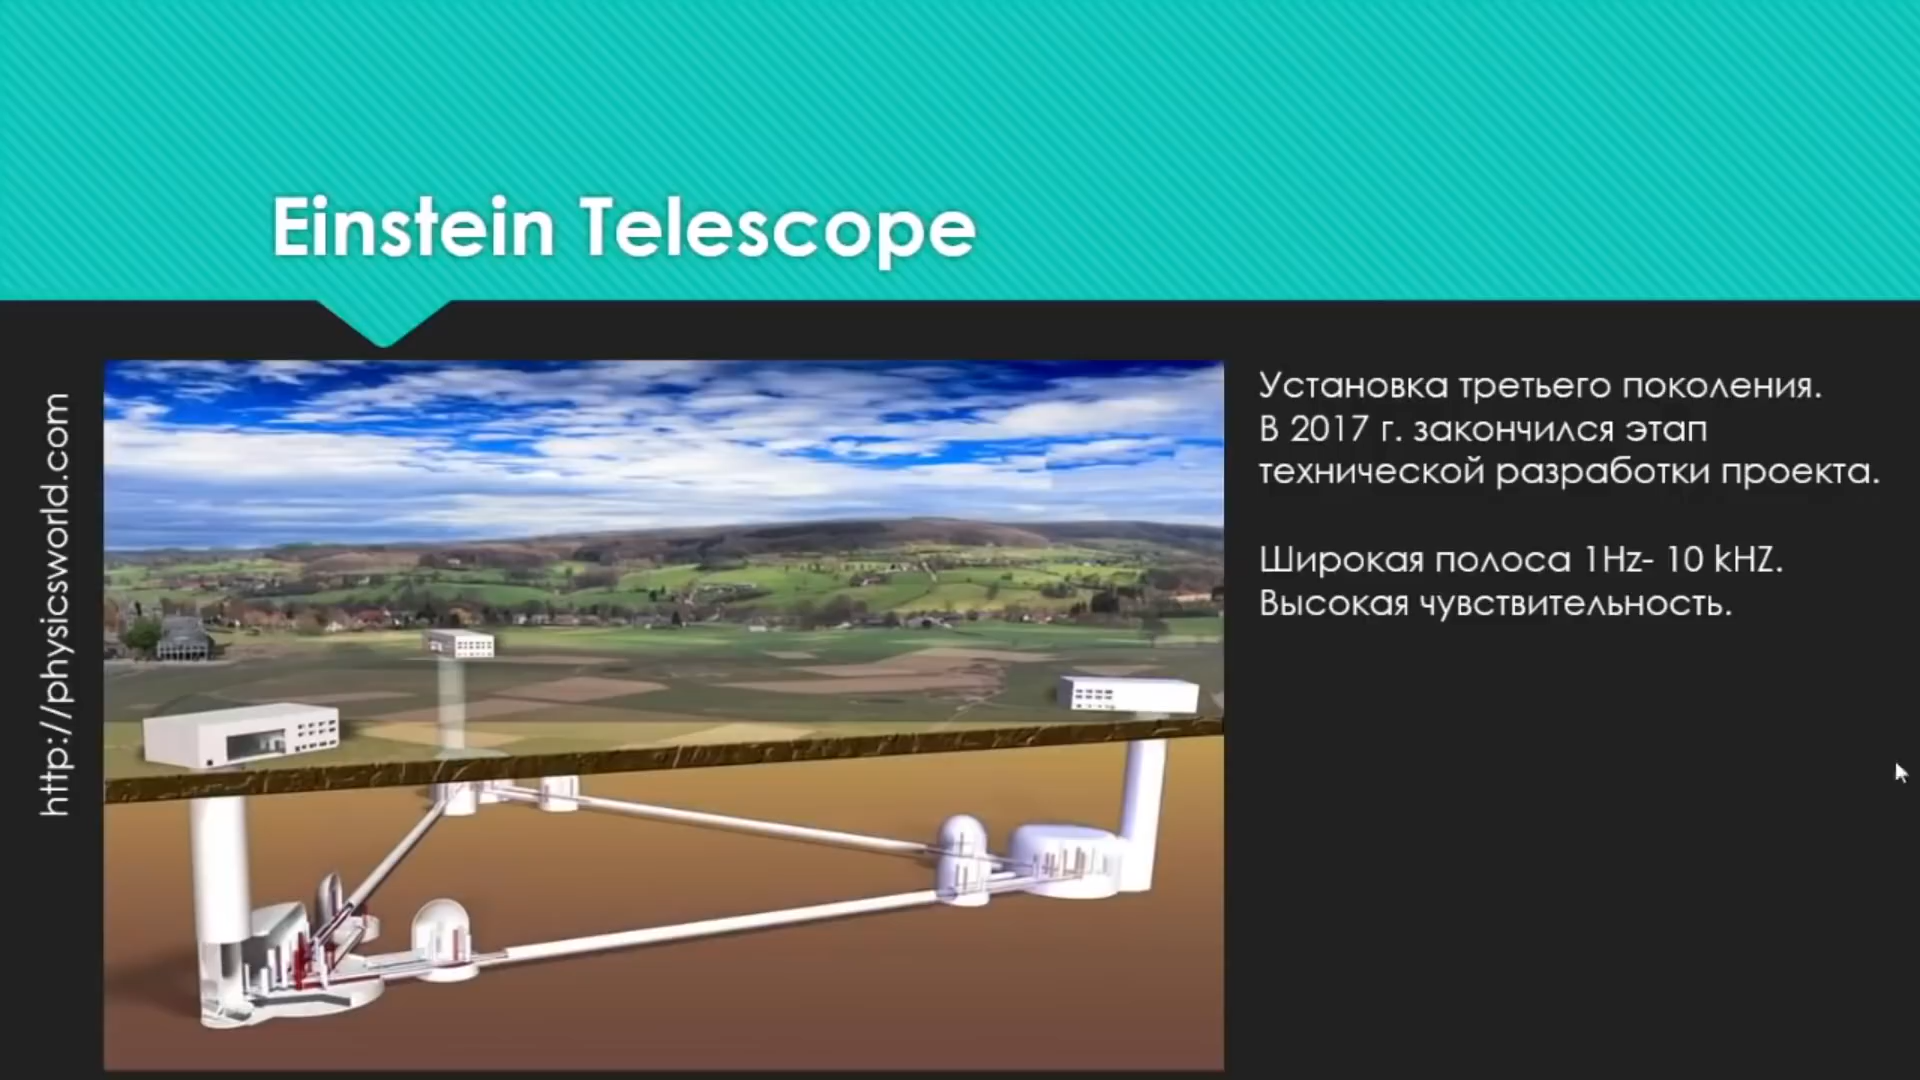 Einstein Telescope
http://physicsworld.com
Установка третьего поколения.
В 2017 г. закончился этап
технической разработки проекта.
Широкая полоса 1Hz- 10 kHZ.
Высокая чувствительность.